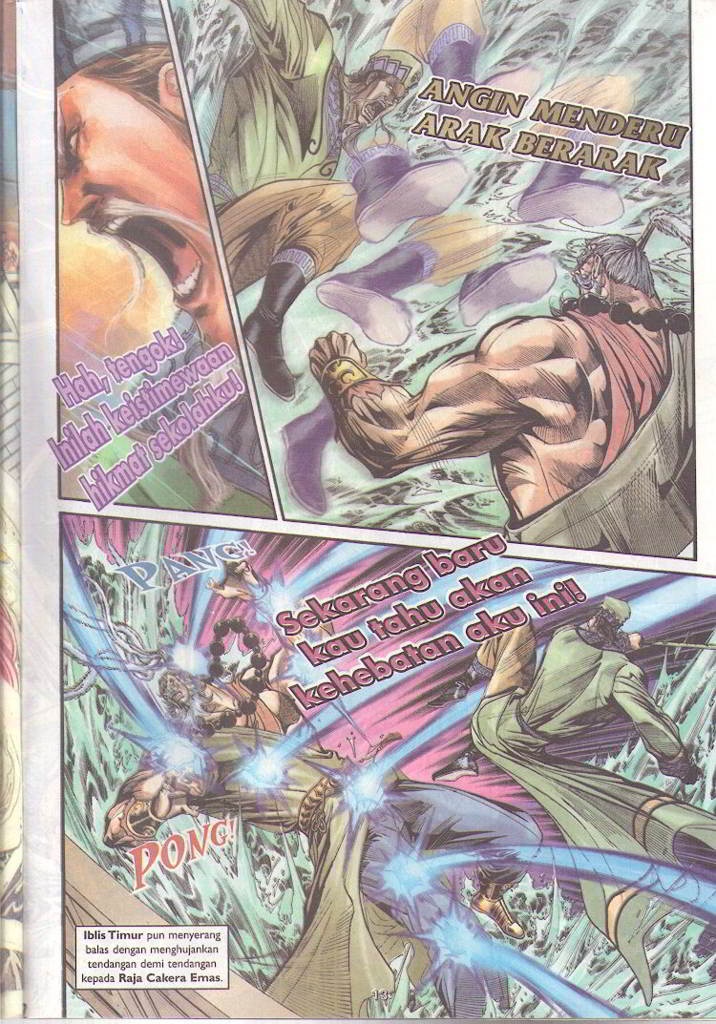 Hah, tengok!
Inilah keistimewaan
hikmat sekolahku!
ANGIN MENDERU
ARAK BERARAK
PANG!!
Sekarang baru
kau tahu akan
kehebatan aku ini!
PONG!
Iblis Timur pun menyerang
balas dengan menghujankan
tendangan demi tendangan
kepada Raja Cakera Emas.
13